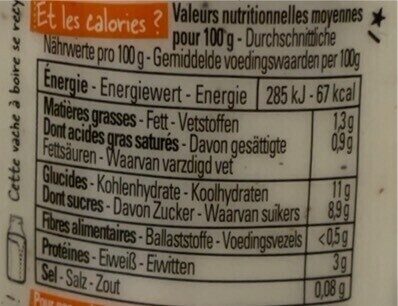 Et les calories ?
Valeurs nutritionnelles moyennes
pour 100 g - Durchschnittliche
Nährwerte pro 100 g - Gemiddelde voedingswaarden per 100g
Énergie - Energiewert - Energie 285 kJ - 67 kcal
Matières grasses - Fett - Vetstoffen 1,3g
Dont acides gras saturés - Davon gesättigte 0,9g
Fettsäuren - Waarvan verzdigd vet
Glucides - Kohlenhydrate - Koolhydraten 11g
Dont sucres - Davon Zucker - Waarvan suikers 8,9g
Fibres alimentaires - Ballaststoffe - Voedingsvezels <0,5g
Protéines - Eiweiß - Eiwitten 3g
Sel - Salz - Zout 0,08 g
Cette vache à boire se